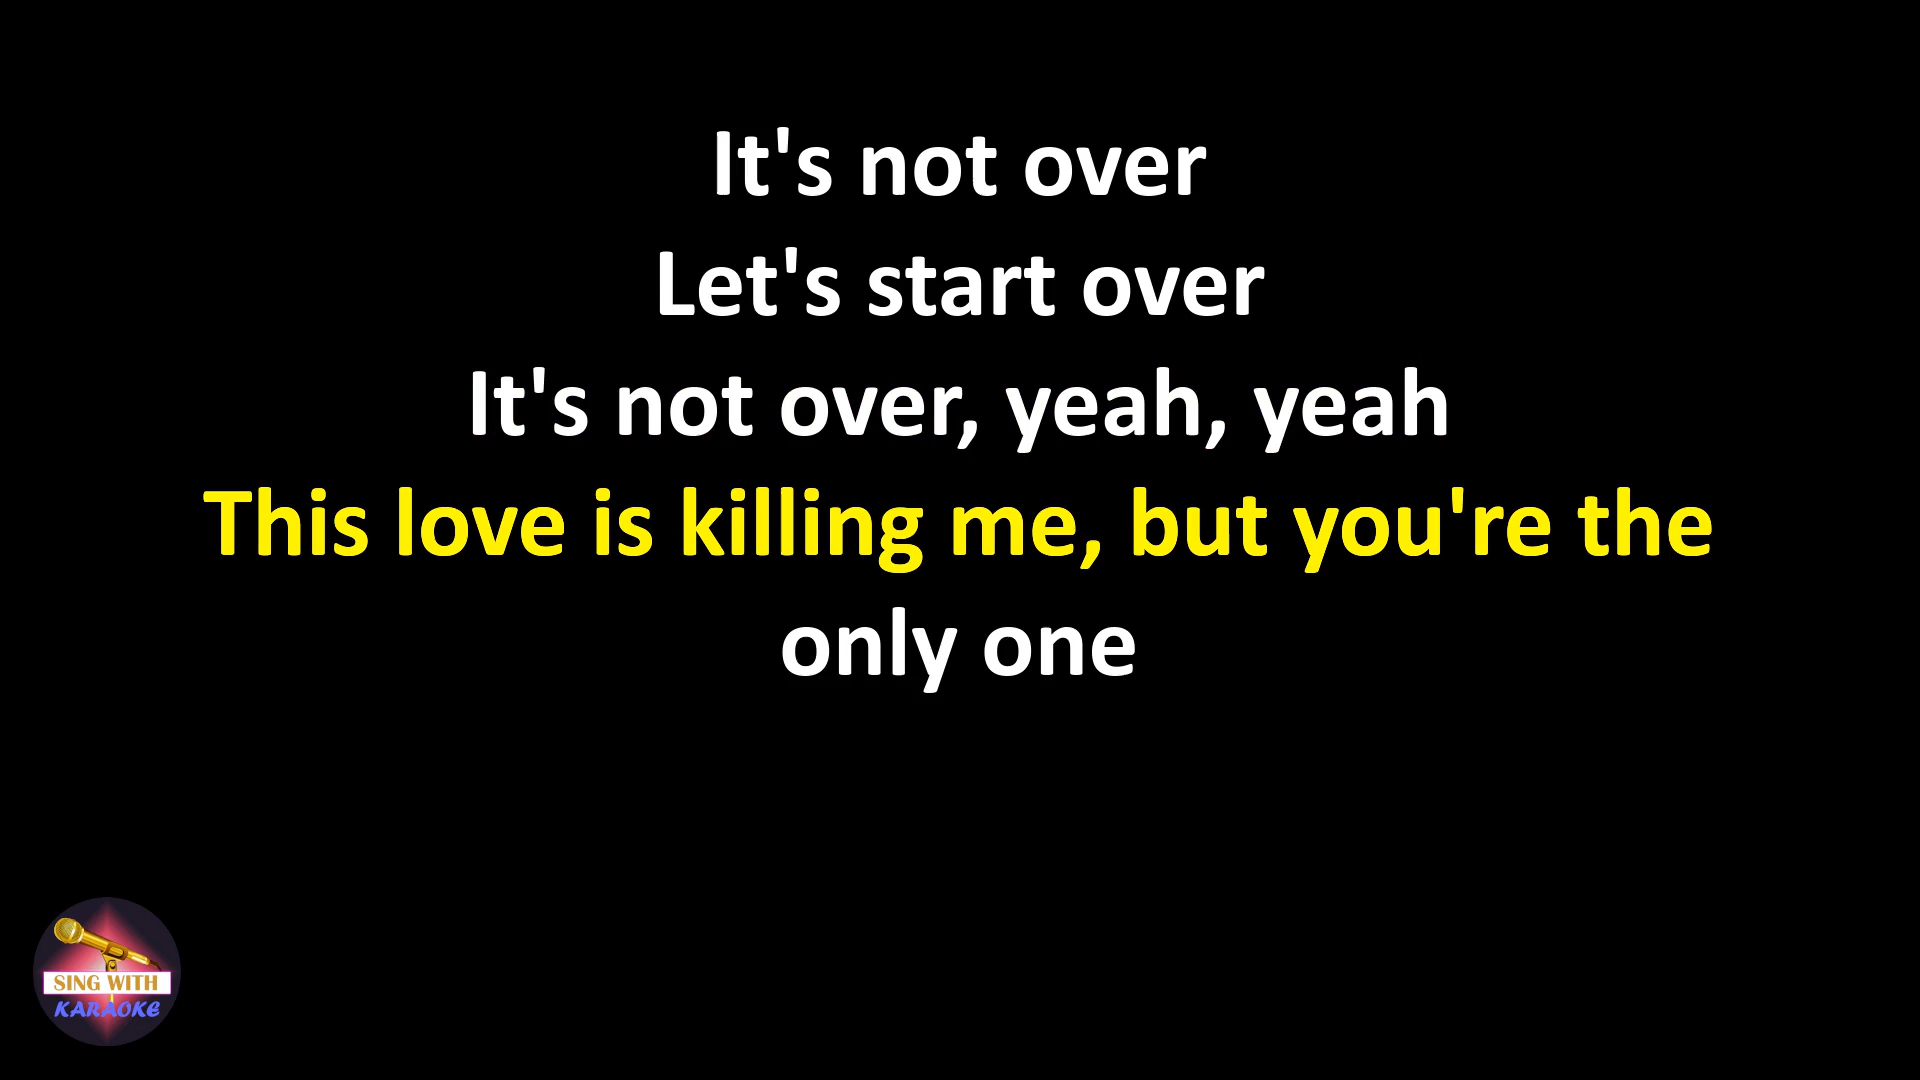 It's not over
Let's start over
It's not over, yeah, yeah
This love is killing me, but you're the
only one
SING WITH
KARAOKE